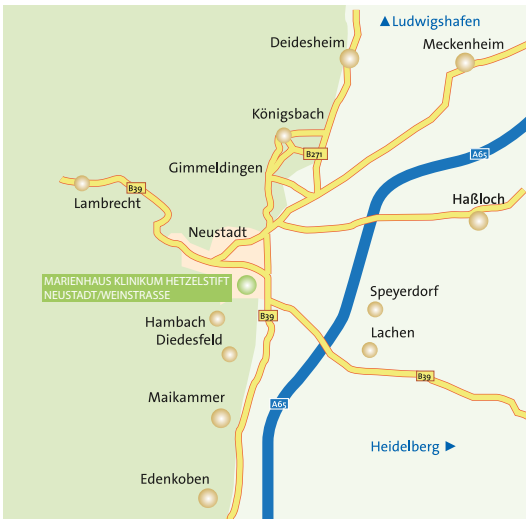 ▲Ludwigshafen
Deidesheim
Meckenheim
Königsbach
B271
A65
Gimmeldingen
B39
Lambrecht
Haßloch
Neustadt
MARIENHAUS KLINIKUM HETZELSTIFT
NEUSTADT/WEINSTRASSE
Speyerdorf
B39
Hambach
Diedesfeld
Lachen
B39
Maikammer
A65
Heidelberg ►
Edenkoben